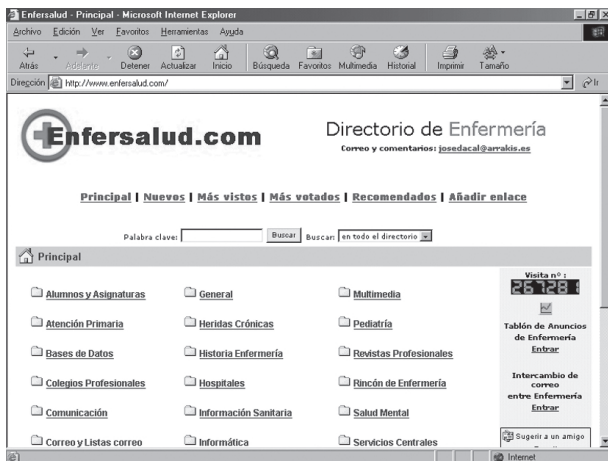 Enfersalud - Principal - Microsoft Internet Explorer
Archivo Edición Ver Favoritos Herramientas Ayuda
Atrás Adelante Detener Actualizar Inicio Búsqueda Favoritos Multimedia Historial Imprimir Tamaño
Dirección http://www.enfersalud.com/ Ir
Enfersalud.com
Directorio de Enfermería
Correo y comentarios: josedacal@arrakis.es
Principal | Nuevos | Más vistos | Más votados | Recomendados | Añadir enlace
Palabra clave: Buscar Buscar: en todo el directorio
Principal
Alumnos y Asignaturas General Multimedia
Atención Primaria Heridas Crónicas Pediatría
Bases de Datos Historia Enfermería Revistas Profesionales
Colegios Profesionales Hospitales Rincón de Enfermería
Comunicación Información Sanitaria Salud Mental
Correo y Listas correo Informática Servicios Centrales
Visita nº :
267281
Tablón de Anuncios
de Enfermería
Entrar
Intercambio de
correo
entre Enfermería
Entrar
Sugerir a un amigo
Internet